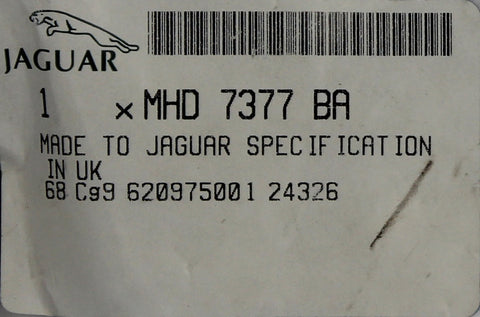 JAGUAR
1 x MHD 7377 BA
MADE TO JAGUAR SPECIFICATION
IN UK
68 Cg9 620975001 24326